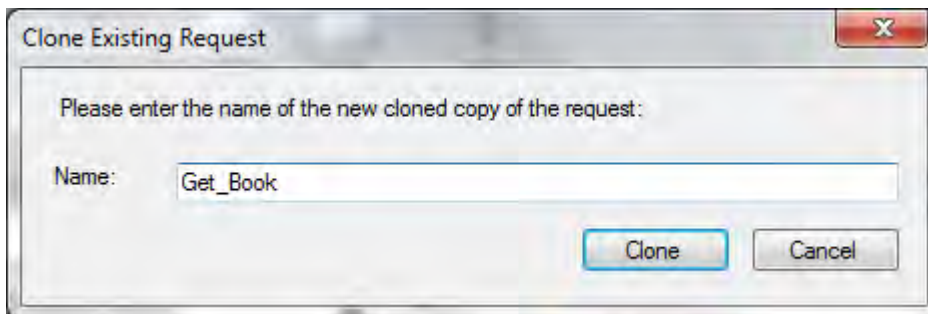 Clone Existing Request
Please enter the name of the new cloned copy of the request:
Name: Get_Book
Clone Cancel